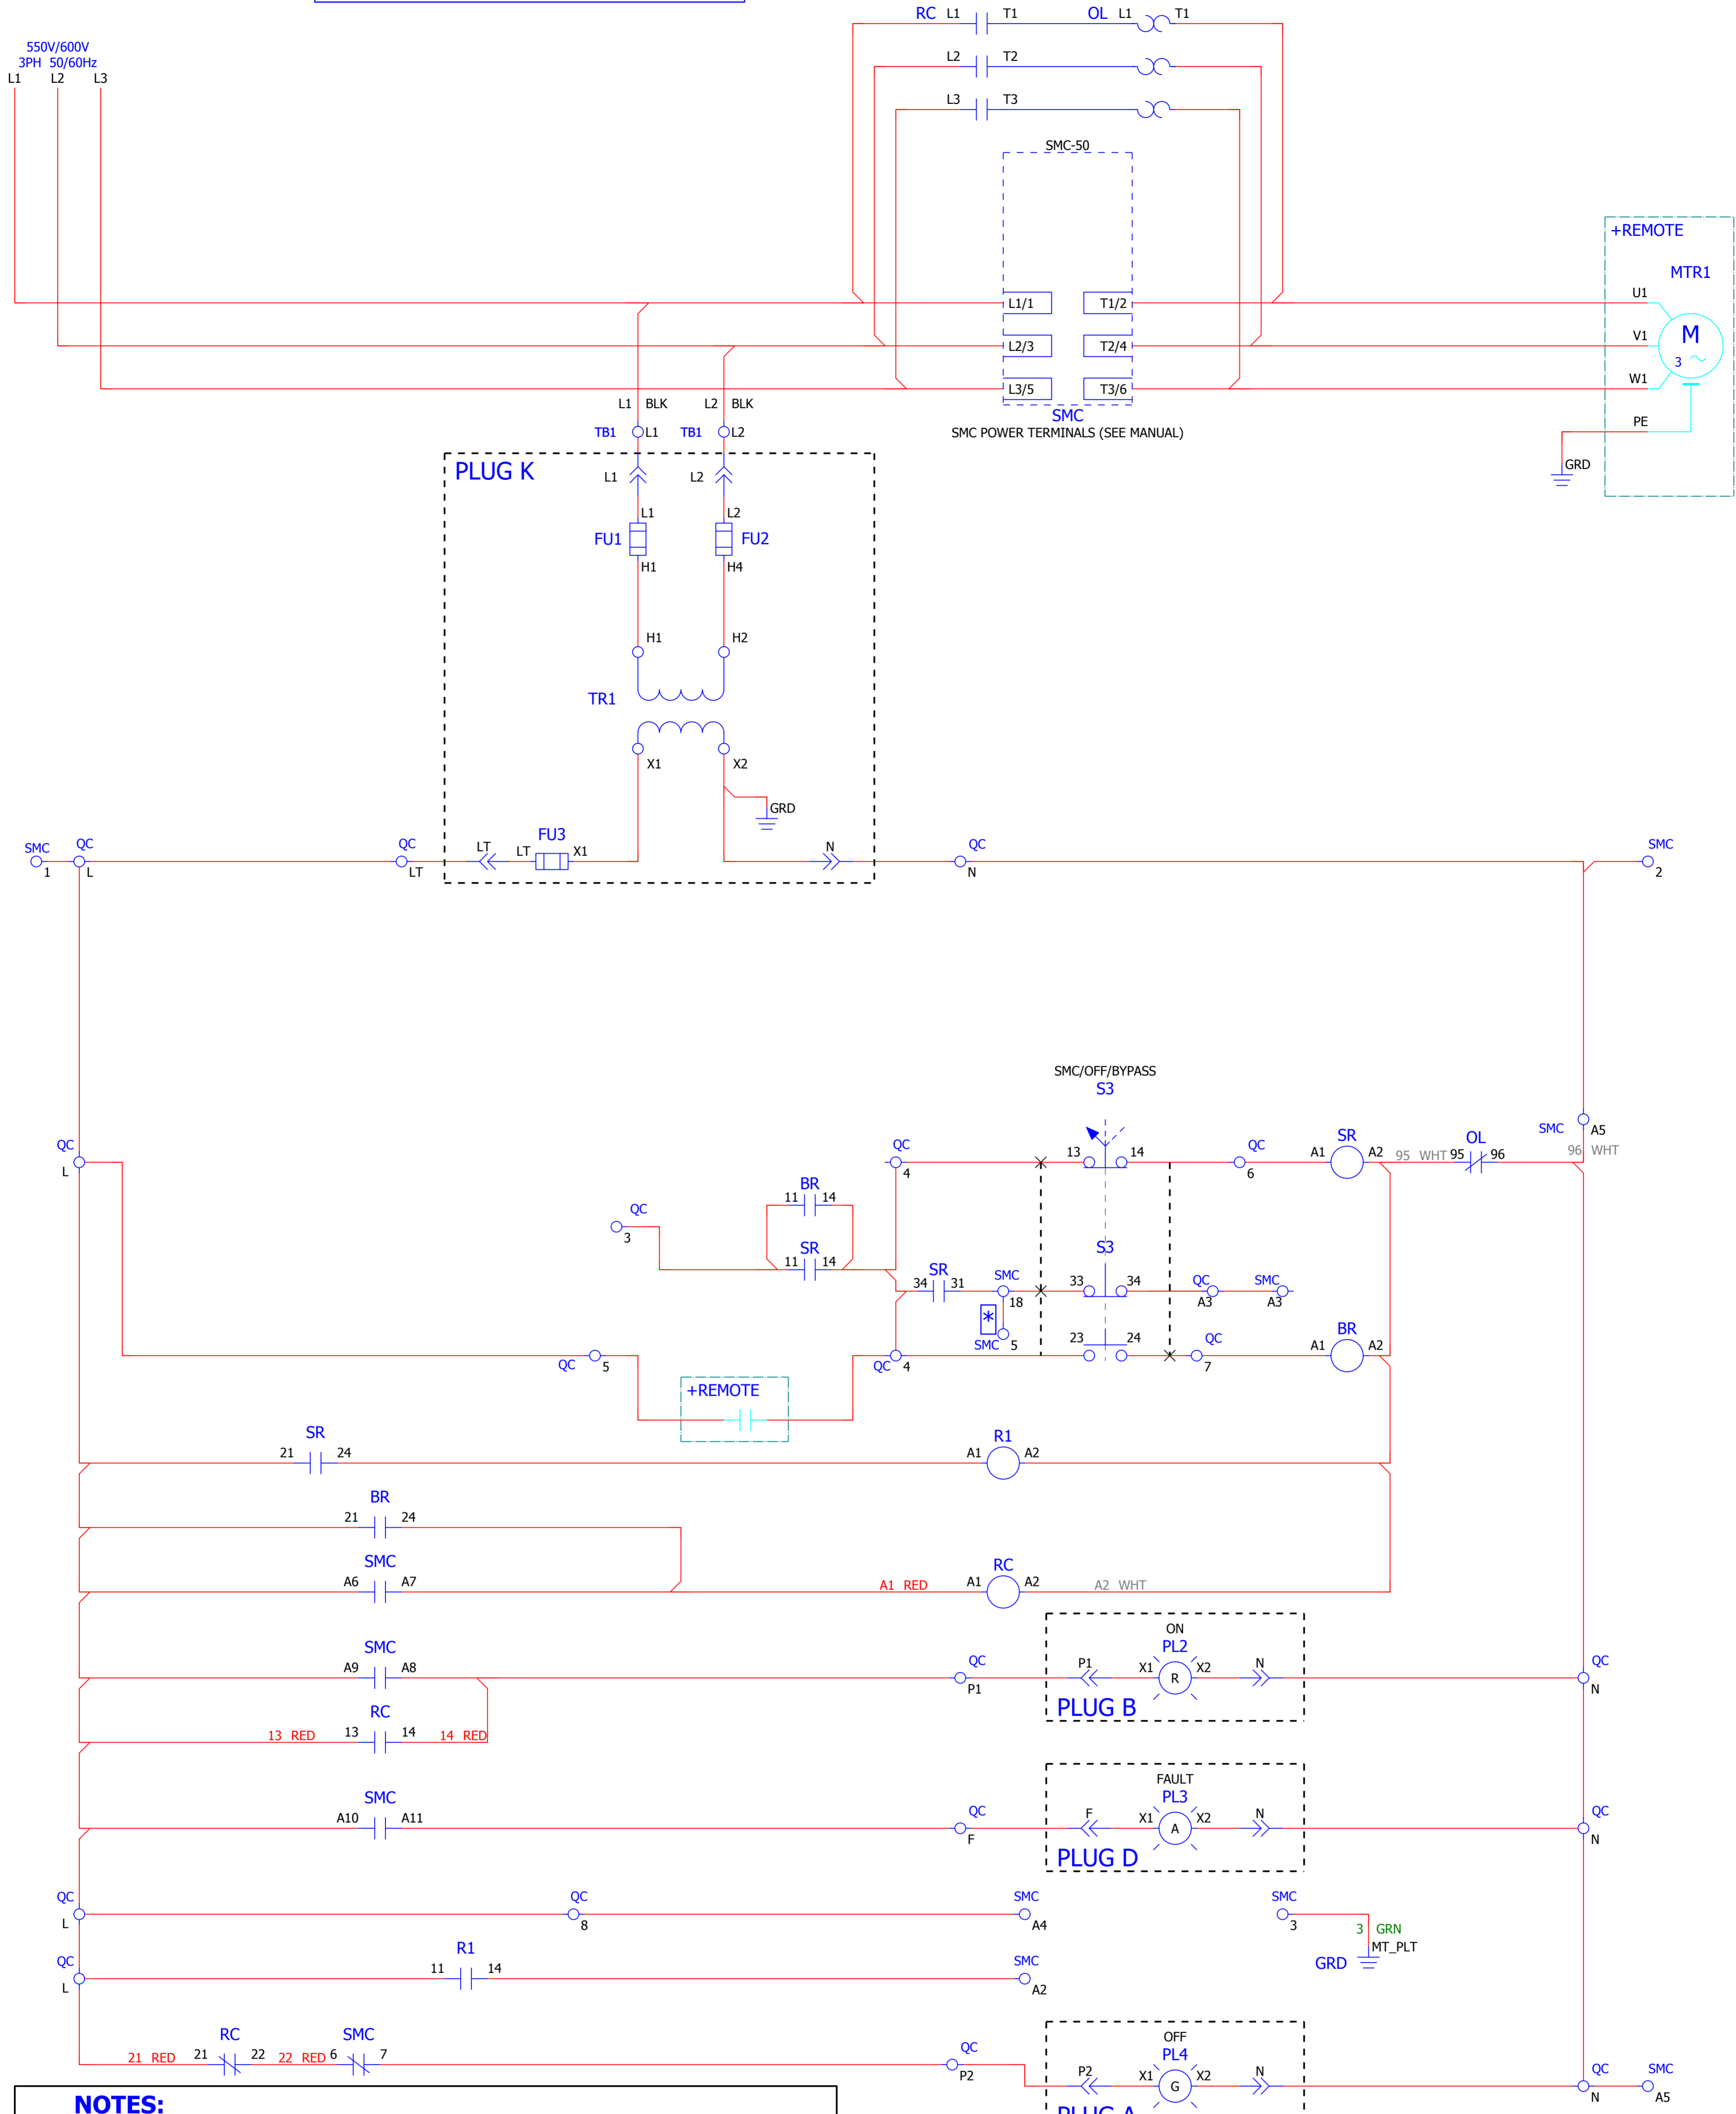 RC L1 T1 OL L1 T1
550V/600V
3PH 50/60Hz
L1 L2 L3
L2 T2
L3 T3
SMC-50
+REMOTE
MTR1
U1
L1/1 T1/2
V1
M
3
L2/3 T2/4
W1
L3/5 T3/6
L1 BLK L2 BLK
SMC
PE
TB1 L1 TB1 L2
SMC POWER TERMINALS (SEE MANUAL)
GRD
PLUG K
L1 L2
L1 L2
FU1 FU2
H1 H4
H1 H2
TR1
X1 X2
GRD
SMC QC QC FU3 QC SMC
LT LT X1 N
1 L LT N 2
SMC/OFF/BYPASS
S3
SMC A5
QC QC 13 14 QC SR OL
A1 A2 95 WHT 95 96 96 WHT
L 4 6
BR
11 14
QC
3
SR S3
11 14
SR SMC 33 34 QC SMC
34 31 18 A3 A3
*
SMC 5 23 24 QC BR
A1 A2
QC 5 QC 4 7
+REMOTE
SR R1
21 24 A1 A2
BR
21 24
SMC RC
A6 A7 A1 RED A1 A2 A2 WHT
ON
SMC PL2
A9 A8 QC P1 X1 R X2 N QC
P1 N
PLUG B
RC
13 RED 13 14 14 RED
FAULT
SMC PL3
A10 A11 QC F X1 A X2 N QC
F N
PLUG D
QC QC SMC SMC
L 8 A4 3
3 GRN
MT_PLT
GRD
QC R1 SMC
11 14
L A2
RC SMC OFF
PL4
21 RED 21 22 22 RED 6 7 QC
P2 P2 X1 G X2 N QC SMC
N A5
NOTES:
PLUG A